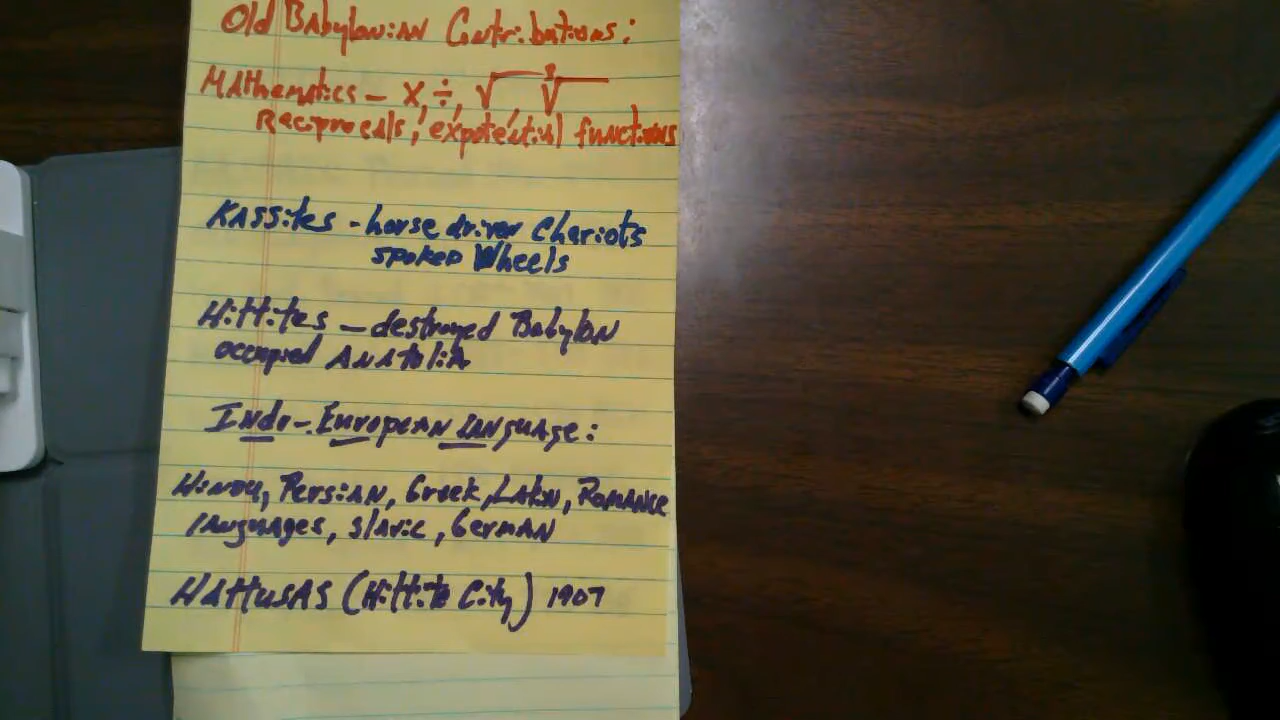 Old Babylonian Contributions:
Mathematics – x, ÷, √ ∛
Reciprocals, expotential functions
Kassites - horse driven Chariots
spoked Wheels
Hittites – destroyed Babylon
occupied Anatolia
Indo-European language:
Hindu, Persian, Greek, Latin, Romance
languages, slavic, German
Hattusas (Hittite City) 1907